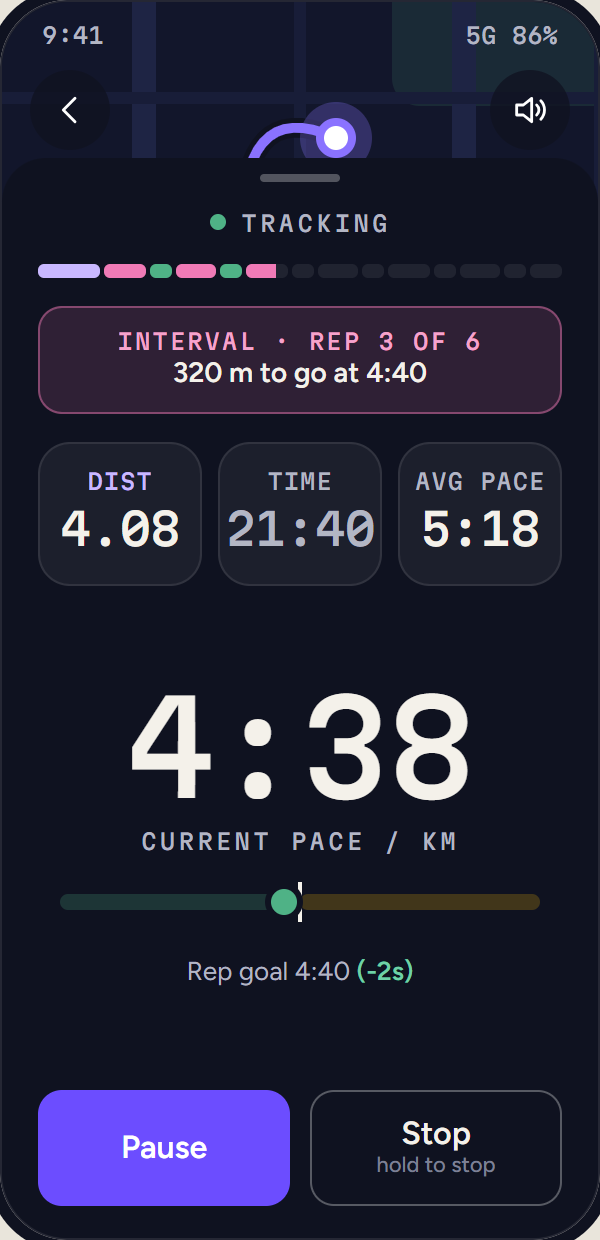 9:41
5G 86%
TRACKING
INTERVAL · REP 3 OF 6
320 m to go at 4:40
DIST
4.08
TIME
21:40
AVG PACE
5:18
4:38
CURRENT PACE / KM
Rep goal 4:40 (-2s)
Pause
Stop
hold to stop